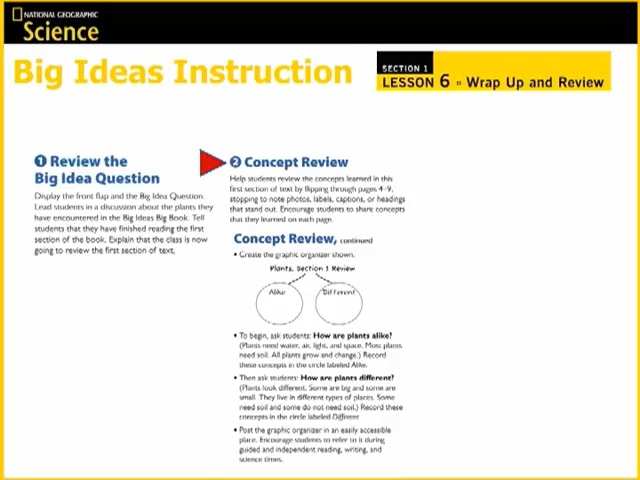 NATIONAL GEOGRAPHIC
Science
Big Ideas Instruction
SECTION 1
LESSON 6 Wrap Up and Review
1 Review the
Big Idea Question
Display the front flap and the Big Idea Question.
Lead students in a discussion about the plants they
have encountered in the Big Ideas Big Book. Tell
students that they have finished reading the first
section of the book. Explain that the class is now
going to review the first section of text.
2 Concept Review
Help students review the concepts learned in this
first section of text by flipping through pages 4–9,
stopping to note photos, labels, captions, or headings
that stand out. Encourage students to share concepts
that they learned on each page.
Concept Review, continued
• Create the graphic organizer shown.
Plants, Section 1 Review
Alike
Different
• To begin, ask students: How are plants alike?
(Plants need water, air, light, and space. Most plants
need soil. All plants grow and change.) Record
these concepts in the circle labeled Alike.
• Then ask students: How are plants different?
(Plants look different. Some are big and some are
small. They live in different types of places. Some
need soil and some do not need soil.) Record these
concepts in the circle labeled Different.
• Post the graphic organizer in an easily accessible
place. Encourage students to refer to it during
guided and independent reading, writing, and
science times.